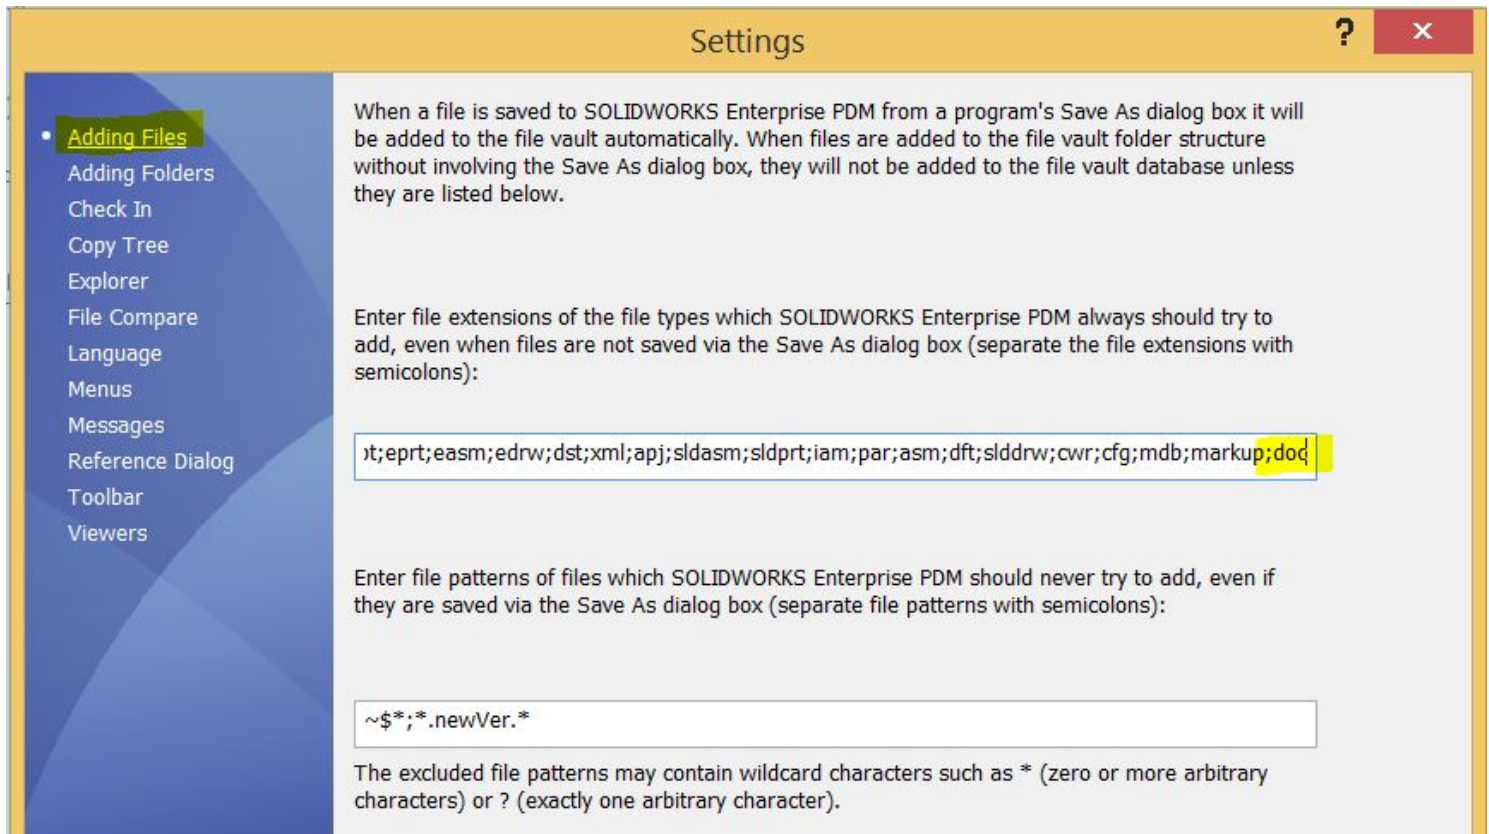 Settings
?
x
Adding Files
Adding Folders
Check In
Copy Tree
Explorer
File Compare
Language
Menus
Messages
Reference Dialog
Toolbar
Viewers
When a file is saved to SOLIDWORKS Enterprise PDM from a program's Save As dialog box it will
be added to the file vault automatically. When files are added to the file vault folder structure
without involving the Save As dialog box, they will not be added to the file vault database unless
they are listed below.
Enter file extensions of the file types which SOLIDWORKS Enterprise PDM always should try to
add, even when files are not saved via the Save As dialog box (separate the file extensions with
semicolons):
;eprt;easm;edrw;dst;xml;apj;sldasm;sldprt;iam;par;asm;dft;slddrw;cwr;cfg;mdb;markup;doc
Enter file patterns of files which SOLIDWORKS Enterprise PDM should never try to add, even if
they are saved via the Save As dialog box (separate file patterns with semicolons):
~$*;*.newVer.*
The excluded file patterns may contain wildcard characters such as * (zero or more arbitrary
characters) or ? (exactly one arbitrary character).